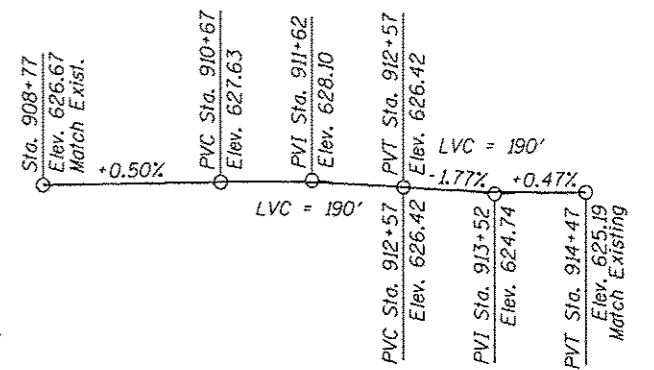 Sta. 908+77
Elev. 626.67
Match Exist.
+0.50%
PVC Sta. 910+67
Elev. 627.63
PVI Sta. 911+62
Elev. 628.10
LVC = 190'
PVT Sta. 912+57
Elev. 626.42
PVC Sta. 912+57
Elev. 626.42
LVC = 190'
-1.77%
+0.47%
PVI Sta. 913+52
Elev. 624.74
PVT Sta. 914+47
Elev. 625.19
Match Existing